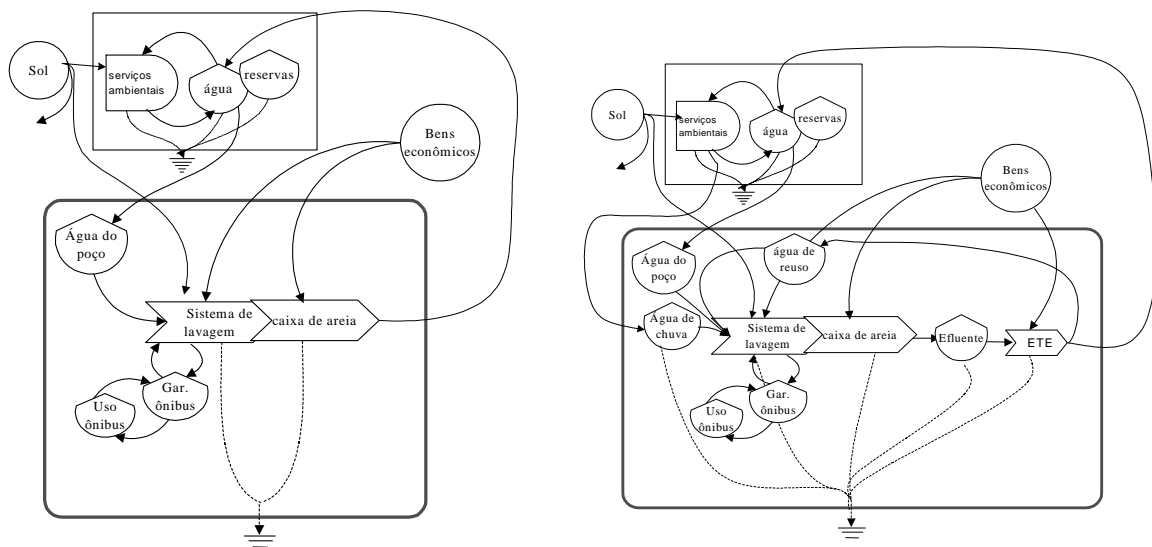 Sol
serviços
ambientais
água
reservas
Bens
econômicos
Água do
poço
Sistema de
lavagem
caixa de areia
Gar.
ônibus
Uso
ônibus
Sol
serviços
ambientais
água
reservas
Bens
econômicos
Água do
poço
água de
reuso
Água de
chuva
Sistema de
lavagem
caixa de areia
Efluente
ETE
Gar.
ônibus
Uso
ônibus